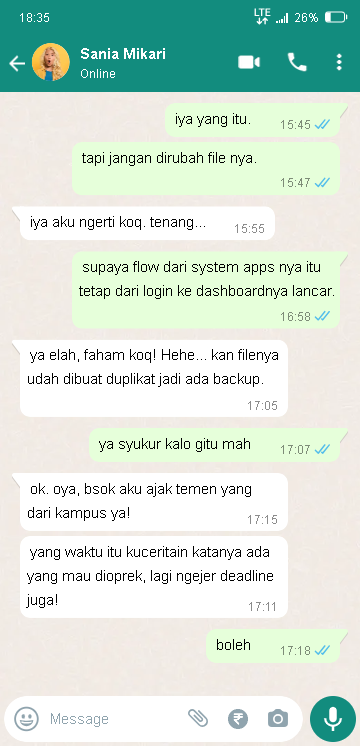 18:35 LTE 26%
Sania Mikari
Online
iya yang itu.
15:45
tapi jangan dirubah file nya.
15:47
iya aku ngerti koq. tenang...
15:55
supaya flow dari system apps nya itu
tetap dari login ke dashboardnya lancar.
16:58
ya elah, faham koq! Hehe... kan filenya
udah dibuat duplikat jadi ada backup.
17:05
ya syukur kalo gitu mah
17:07
ok. oya, bsok aku ajak temen yang
dari kampus ya!
17:15
yang waktu itu kuceritain katanya ada
yang mau dioprek, lagi ngejer deadline
juga!
17:11
boleh
17:18
Message